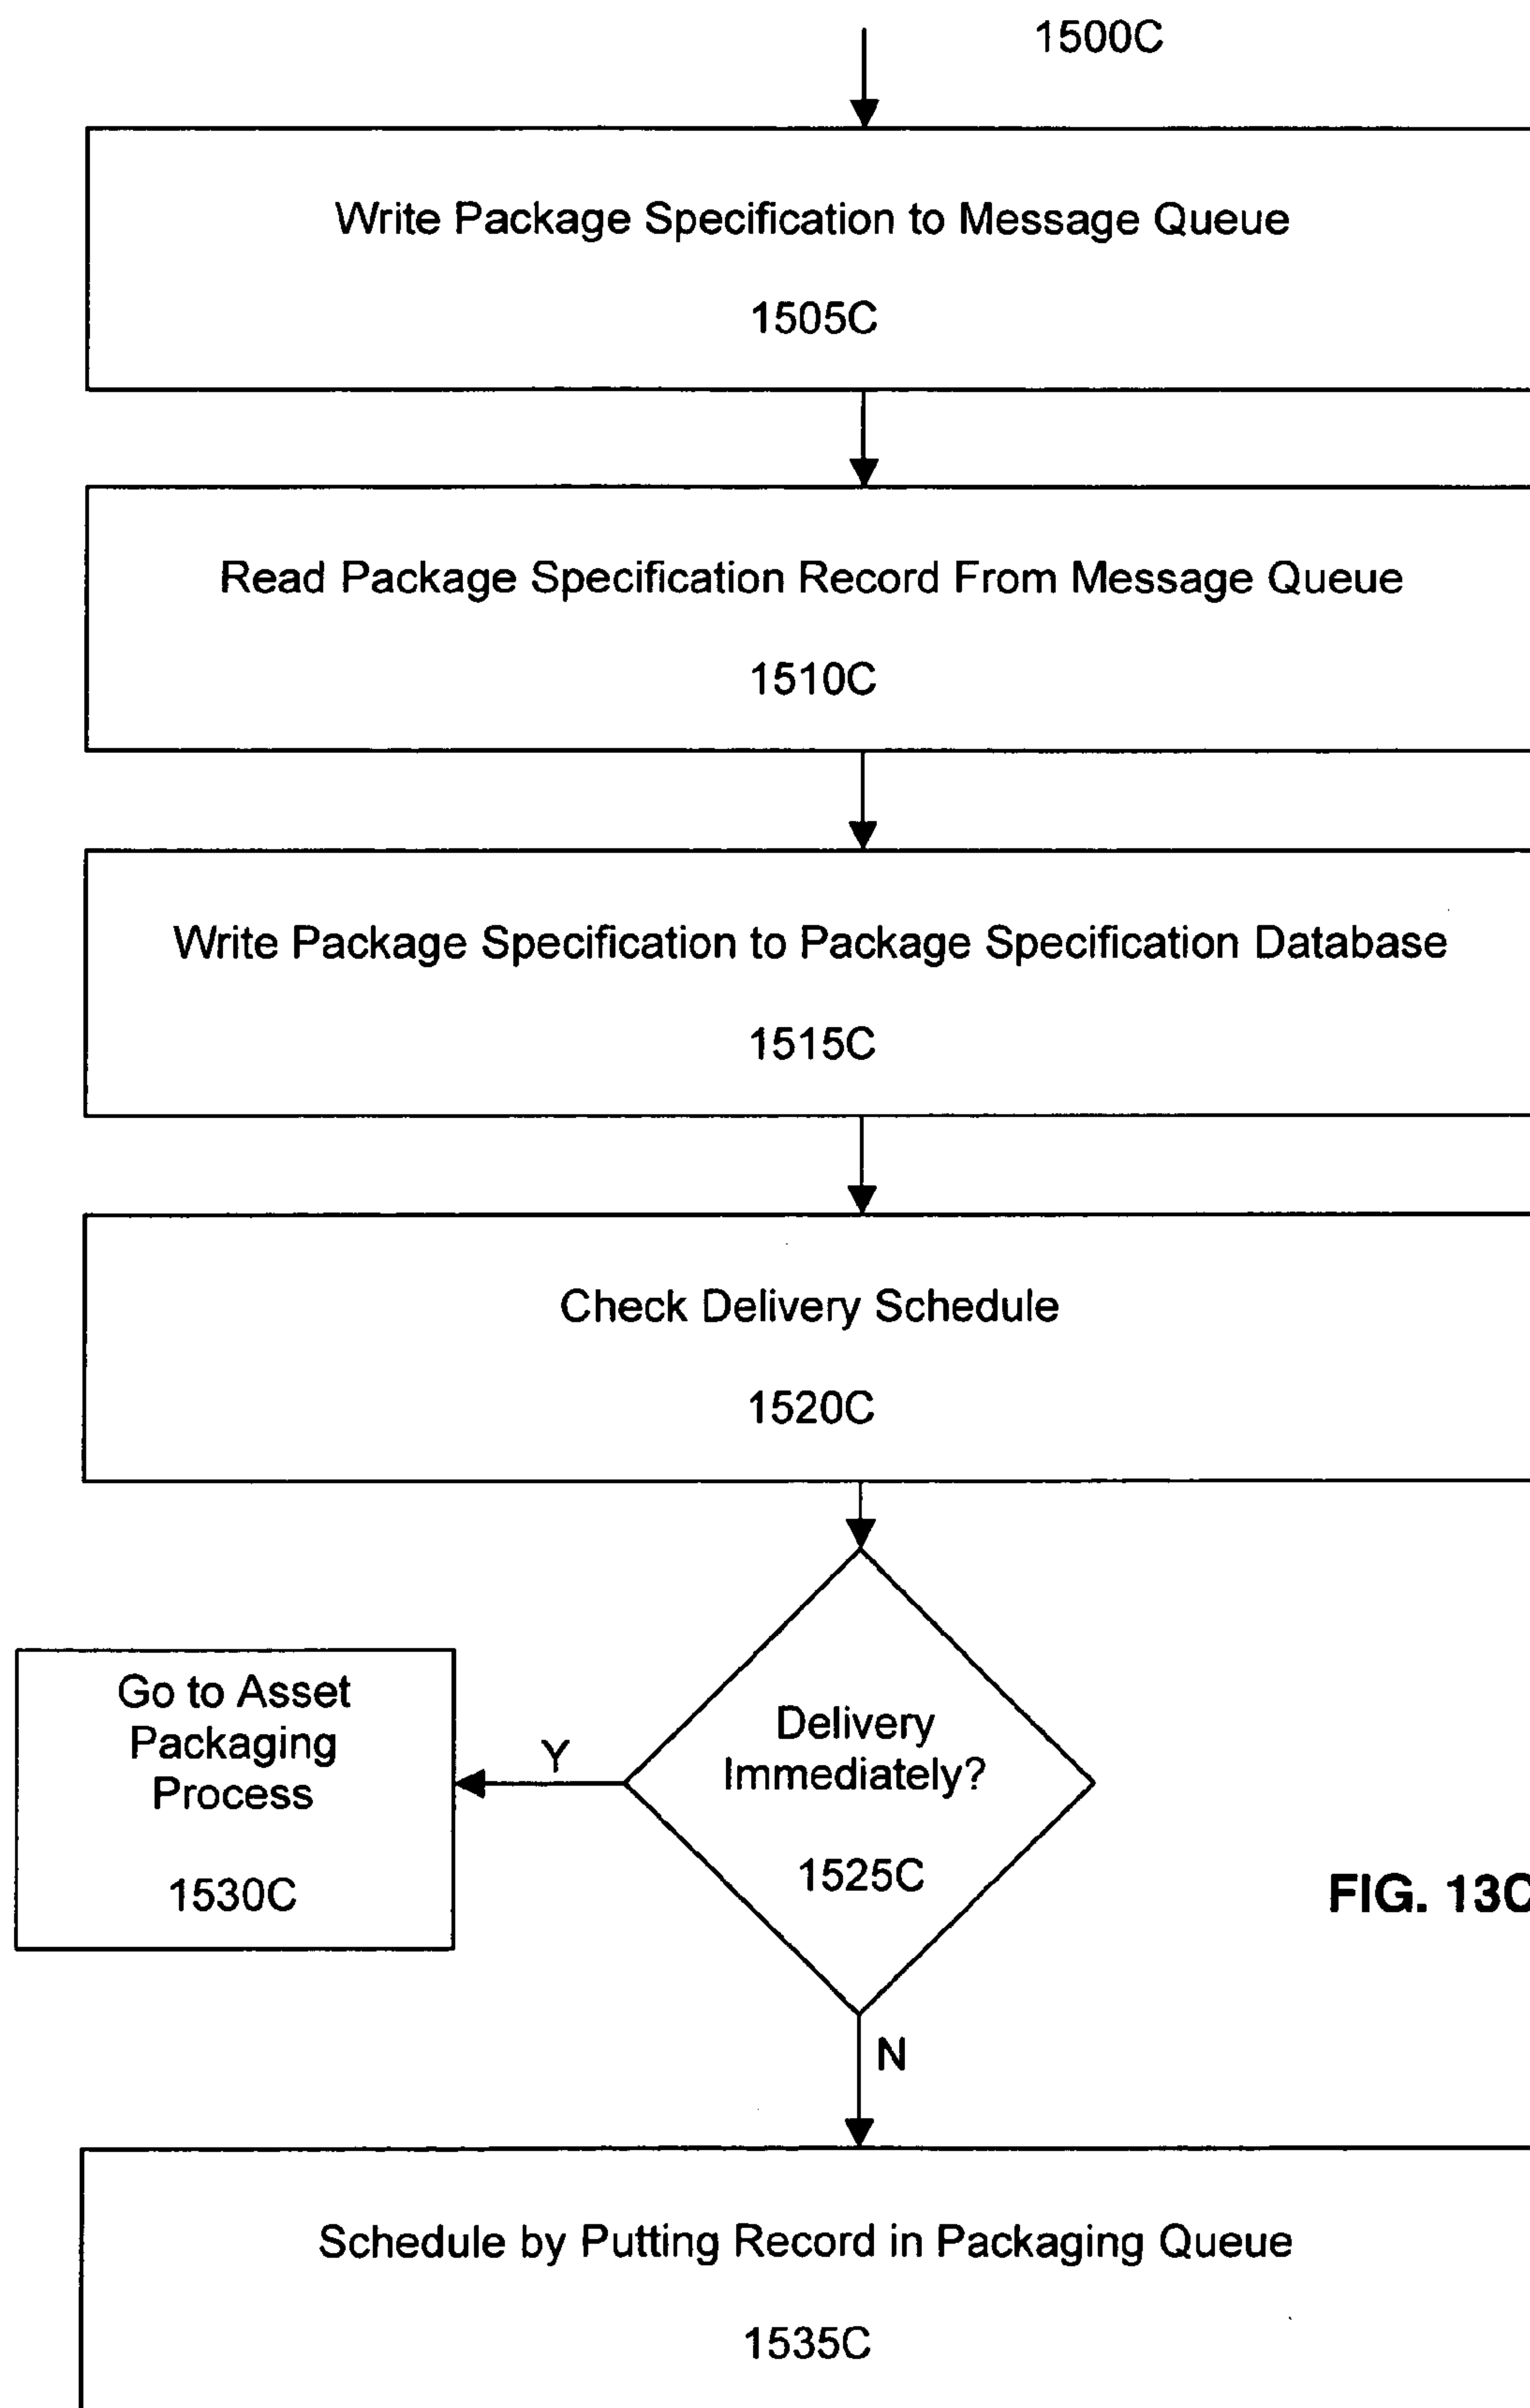 1500C
Write Package Specification to Message Queue
1505C
Read Package Specification Record From Message Queue
1510C
Write Package Specification to Package Specification Database
1515C
Check Delivery Schedule
1520C
Go to Asset
Packaging
Process
1530C
Y
Delivery
Immediately?
1525C
FIG. 13C
N
Schedule by Putting Record in Packaging Queue
1535C